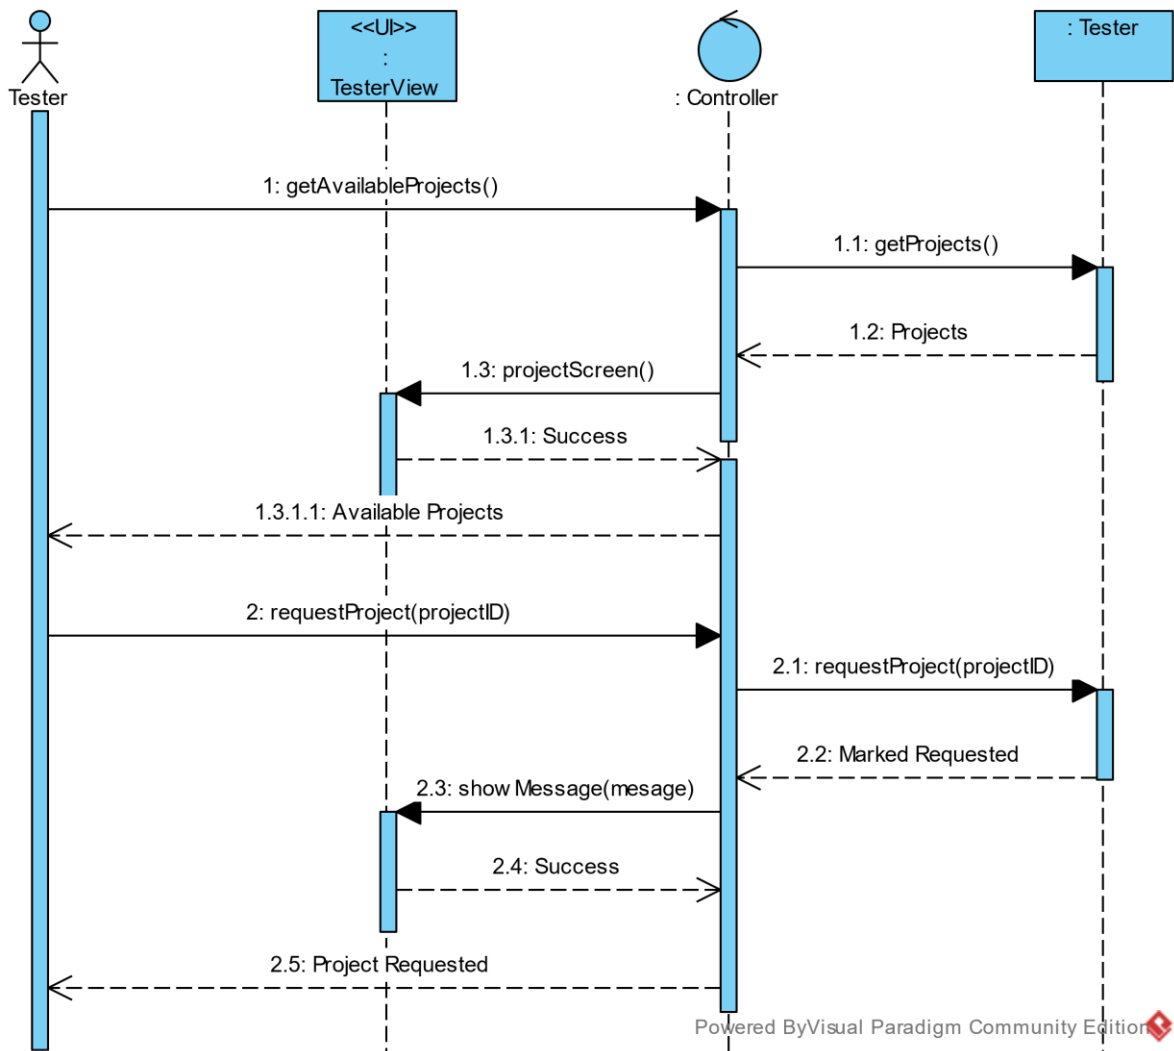 <<UI>>
:
TesterView
: Tester
Tester
: Controller
1: getAvailableProjects()
1.1: getProjects()
1.2: Projects
1.3: projectScreen()
1.3.1: Success
1.3.1.1: Available Projects
2: requestProject(projectID)
2.1: requestProject(projectID)
2.2: Marked Requested
2.3: show Message(mesage)
2.4: Success
2.5: Project Requested
Powered ByVisual Paradigm Community Edition